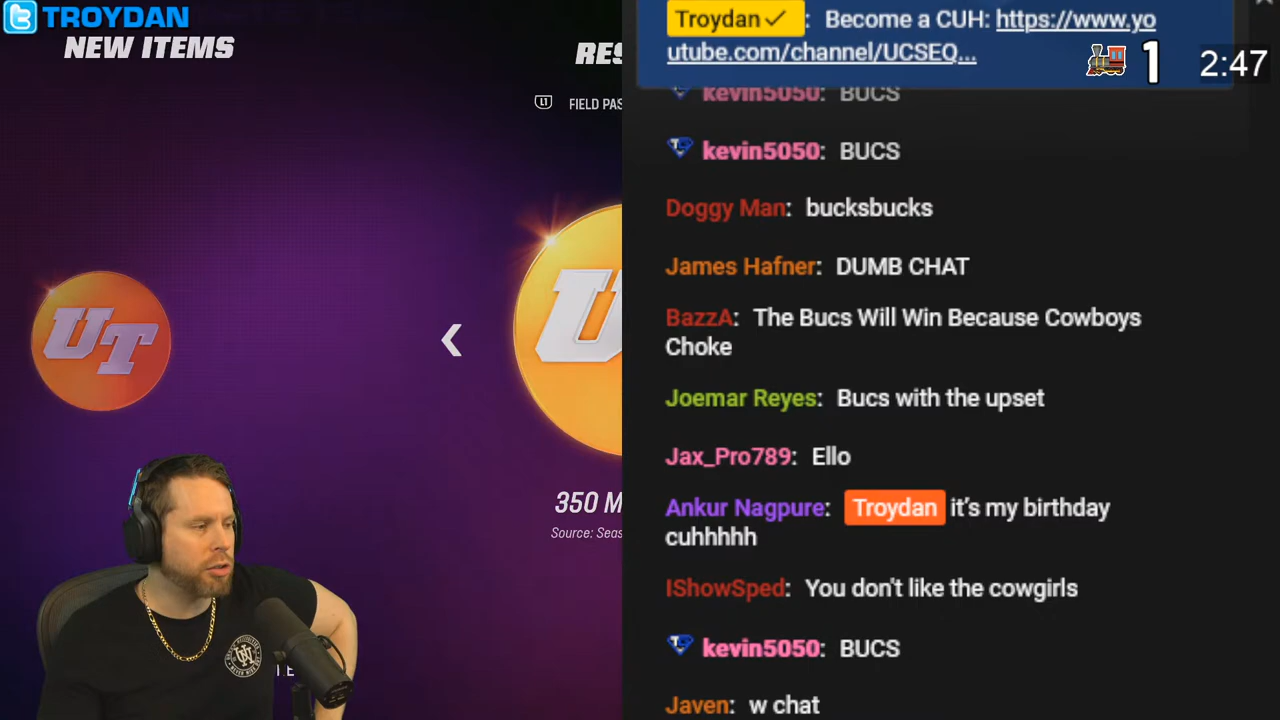 TROYDAN
NEW ITEMS
RES
LT FIELD PAS
UT
U
350 M
Source: Seas
Troydan✓: Become a CUH: https://www.yo
utube.com/channel/UCSEQ...
1 2:47
kevin5050: BUCS
kevin5050: BUCS
Doggy Man: bucksbucks
James Hafner: DUMB CHAT
BazzA: The Bucs Will Win Because Cowboys
Choke
Joemar Reyes: Bucs with the upset
Jax_Pro789: Ello
Ankur Nagpure: Troydan it's my birthday
cuhhhhh
IShowSped: You don't like the cowgirls
kevin5050: BUCS
Javen: w chat